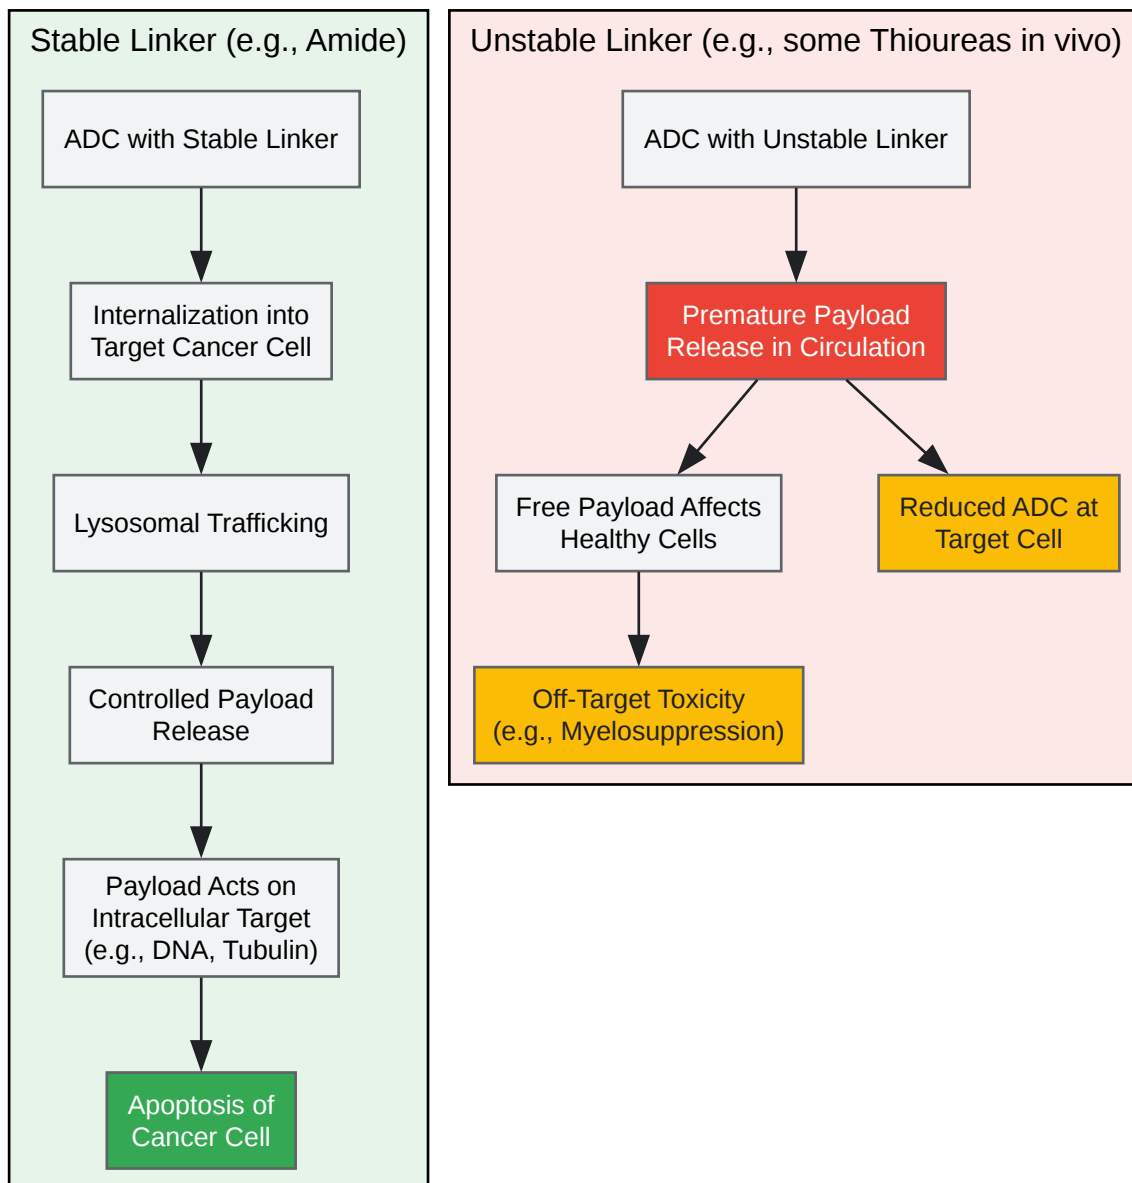 Stable Linker (e.g., Amide)
ADC with Stable Linker
Internalization into
Target Cancer Cell
Lysosomal Trafficking
Controlled Payload
Release
Payload Acts on
Intracellular Target
(e.g., DNA, Tubulin)
Apoptosis of
Cancer Cell
Unstable Linker (e.g., some Thioureas in vivo)
ADC with Unstable Linker
Premature Payload
Release in Circulation
Free Payload Affects
Healthy Cells
Reduced ADC at
Target Cell
Off-Target Toxicity
(e.g., Myelosuppression)